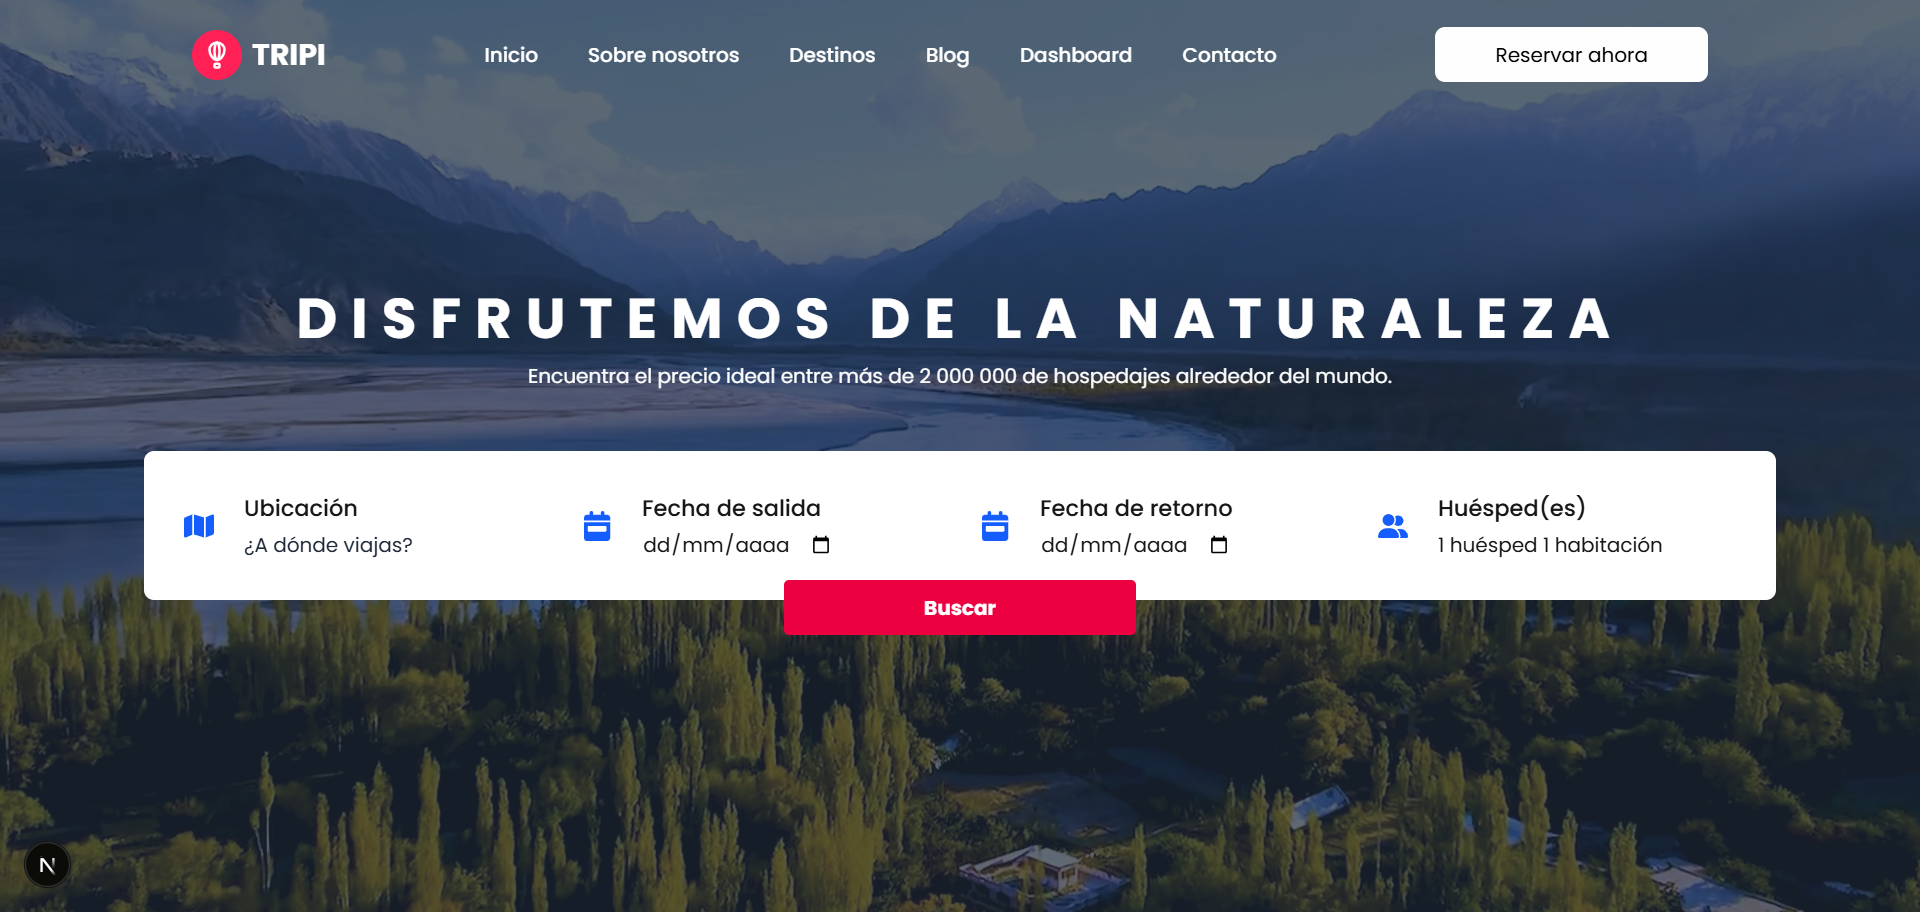 TRIPI
Inicio
Sobre nosotros
Destinos
Blog
Dashboard
Contacto
Reservar ahora
DISFRUTEMOS DE LA NATURALEZA
Encuentra el precio ideal entre más de 2 000 000 de hospedajes alrededor del mundo.
Ubicación
¿A dónde viajas?
Fecha de salida
dd/mm/aaaa
Fecha de retorno
dd/mm/aaaa
Huésped(es)
1 huésped 1 habitación
Buscar
N